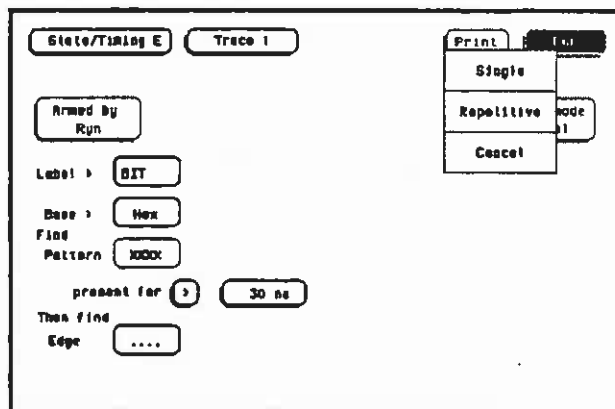 State/Timing E Trace 1 Print Run
Single
Armed by
Run
Repetitive
Cancel
Label > BIT
Base > Hex
Find
Pattern XXXX
present for > 30 ns
Then find
Edge ....